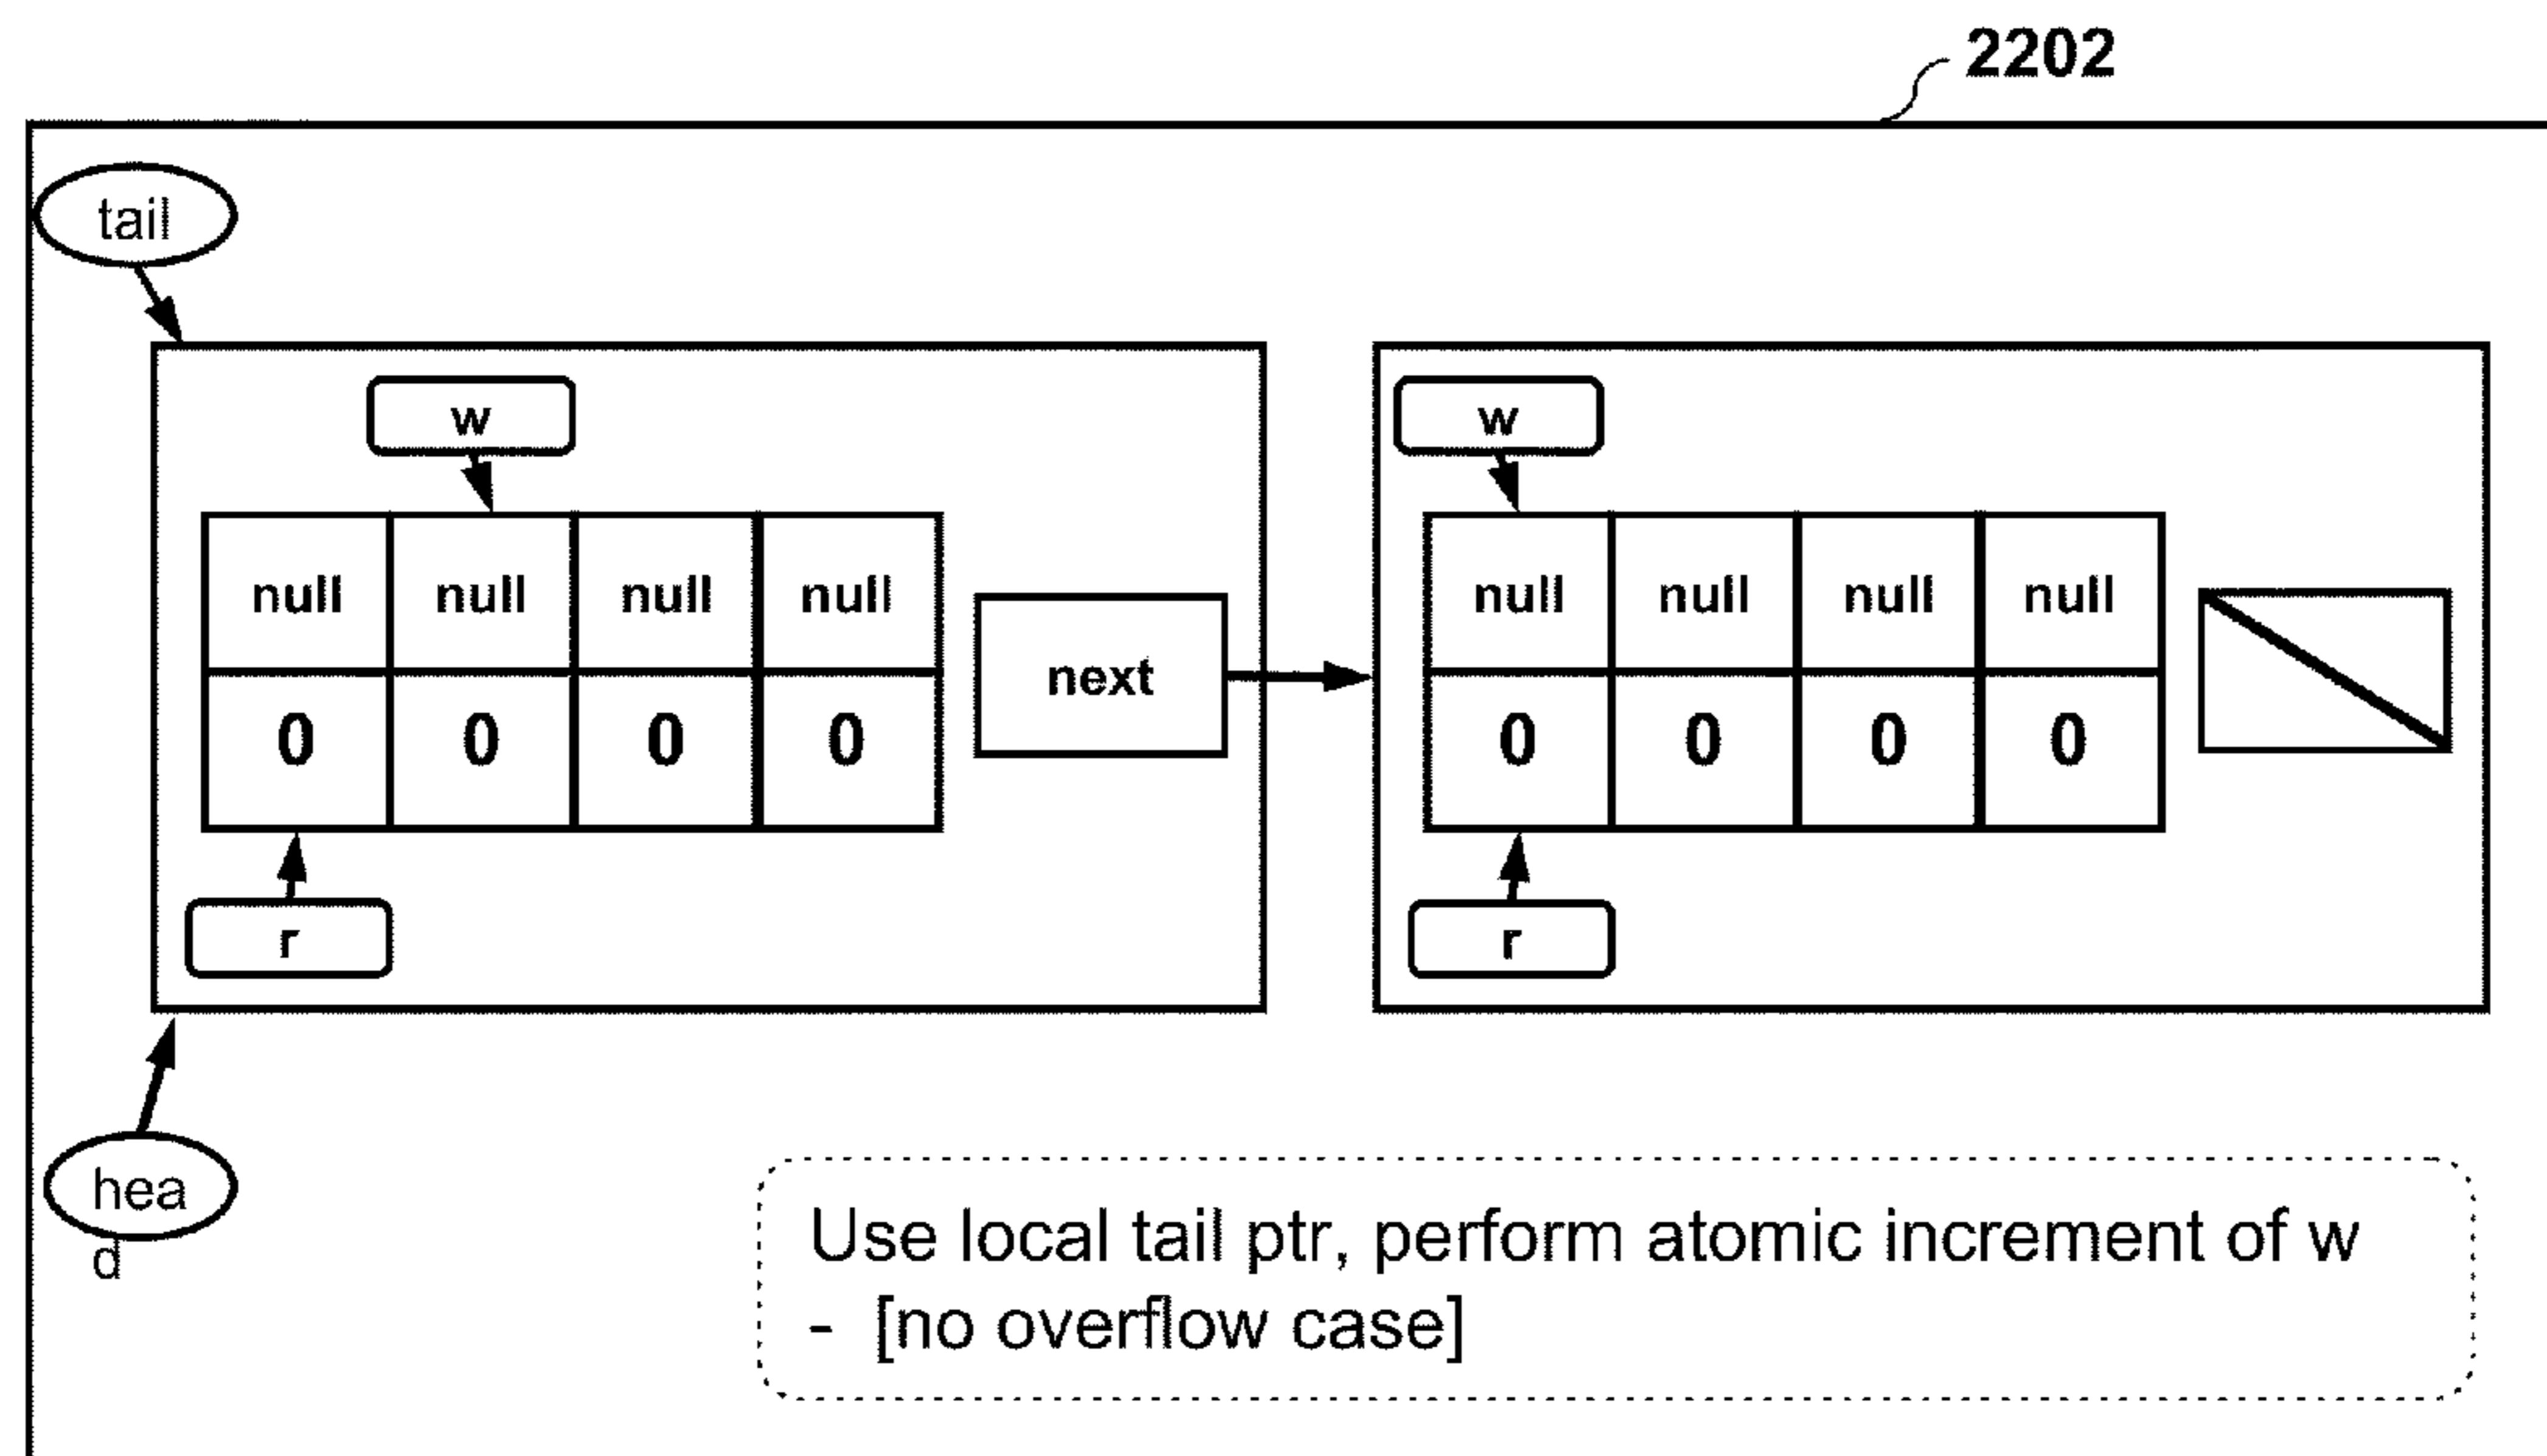 2202
tail
w
w
null null null null
null null null null
next
0 0 0 0
0 0 0 0
r
r
hea
d
Use local tail ptr, perform atomic increment of w
- [no overflow case]